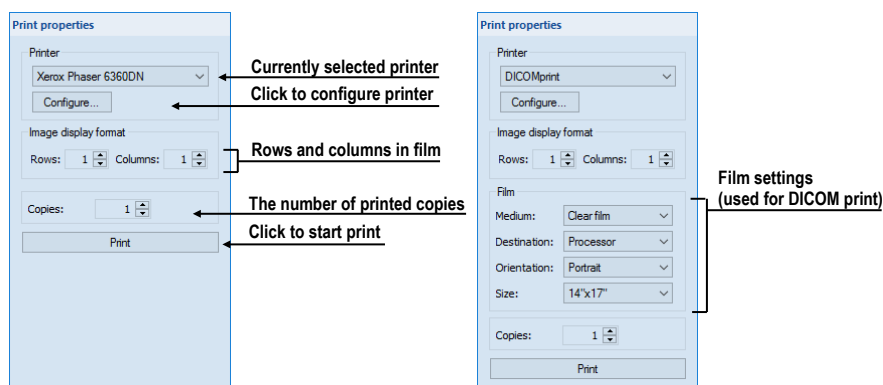 Print properties
Printer
Xerox Phaser 6360DN
Configure...
Image display format
Rows: 1 Columns: 1
Copies: 1
Print
Currently selected printer
Click to configure printer
Rows and columns in film
The number of printed copies
Click to start print
Print properties
Printer
DICOMprint
Configure...
Image display format
Rows: 1 Columns: 1
Film
Medium: Clear film
Destination: Processor
Orientation: Portrait
Size: 14"x17"
Copies: 1
Print
Film settings
(used for DICOM print)